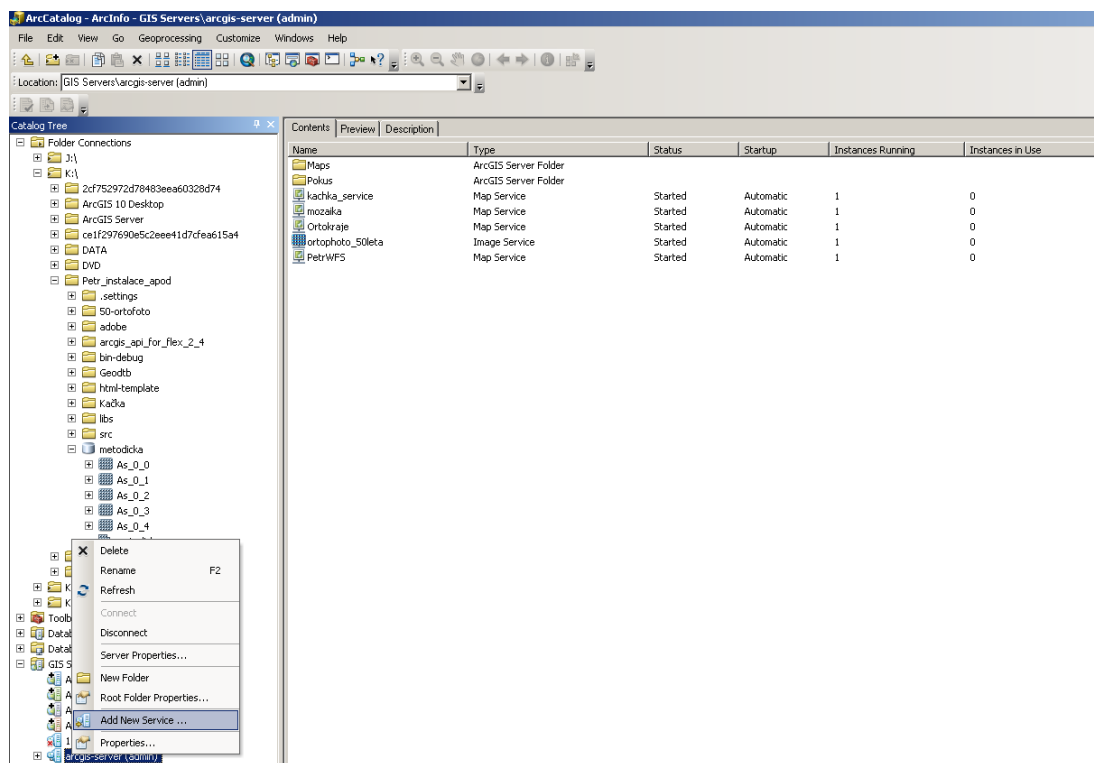 ArcCatalog - ArcInfo - GIS Servers\arcgis-server (admin)
File Edit View Go Geoprocessing Customize Windows Help
Location: GIS Servers\arcgis-server (admin)
Catalog Tree
Folder Connections
J:\
K:\
2cf752972d78483eea60328d74
ArcGIS 10 Desktop
ArcGIS Server
ce1f297690e5c2eee41d7cfea615a4
DATA
DVD
Petr_instalace_apod
.settings
50-ortofoto
adobe
arcgis_api_for_flex_2_4
bin-debug
Geodtb
html-template
Kačka
libs
src
metodicka
As_0_0
As_0_1
As_0_2
As_0_3
As_0_4
K
K
Toolb
Datab
Datab
GIS S
A
A
A
A
1
arcgis-server (admin)
Delete
Rename F2
Refresh
Connect
Disconnect
Server Properties...
New Folder
Root Folder Properties...
Add New Service ...
Properties...
Contents Preview Description
Name Type Status Startup Instances Running Instances in Use
Maps ArcGIS Server Folder
Pokus ArcGIS Server Folder
kachka_service Map Service Started Automatic 1 0
mozaika Map Service Started Automatic 1 0
Ortokraje Map Service Started Automatic 1 0
ortophoto_50leta Image Service Started Automatic 1 0
PetrWFS Map Service Started Automatic 1 0